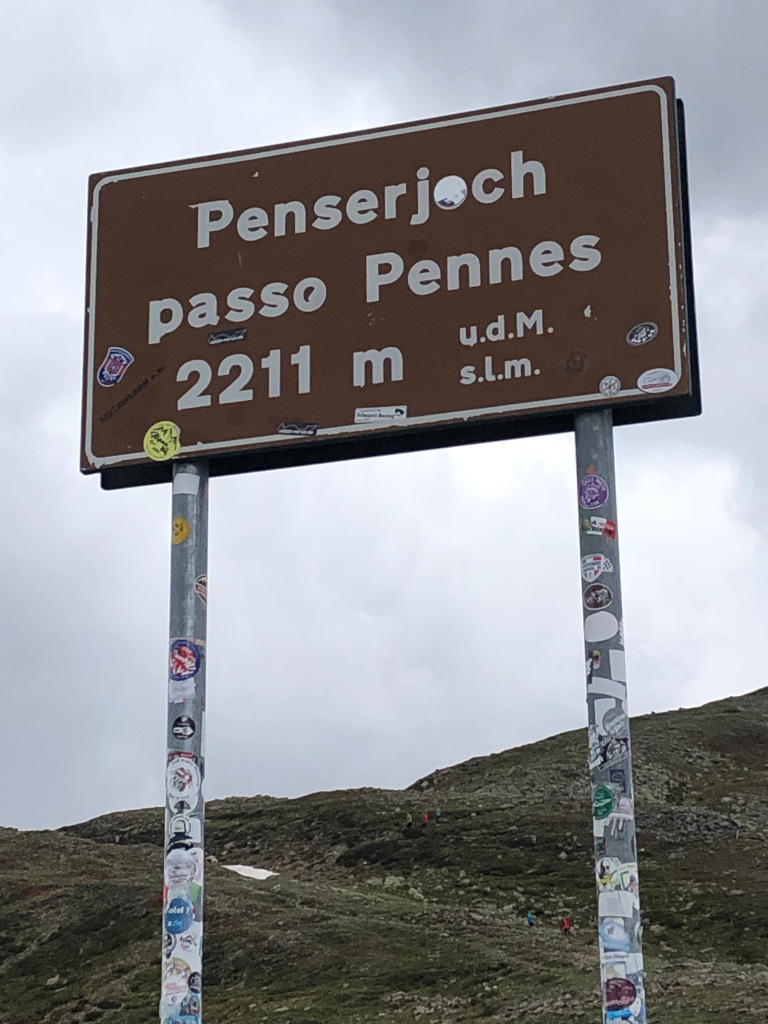 Penserjoch
passo Pennes
2211 m
u.d.M.
s.l.m.